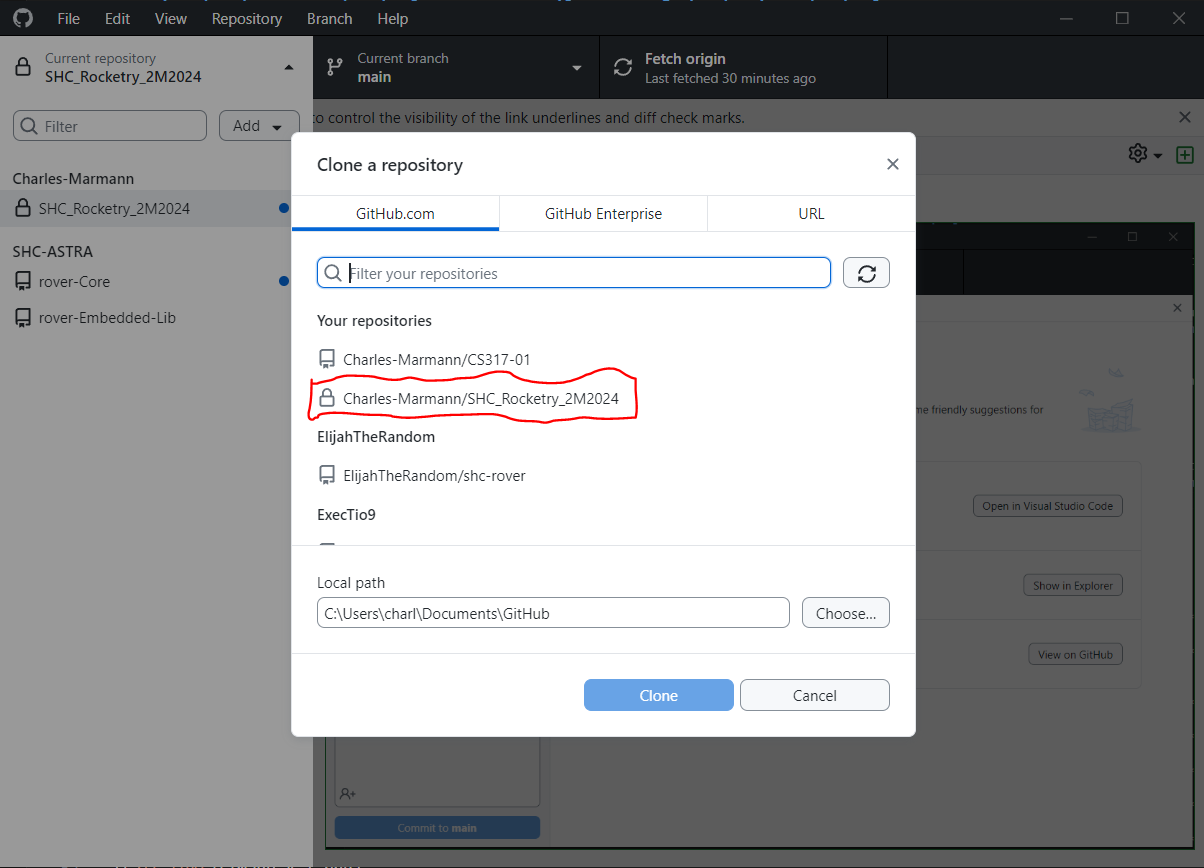 File Edit View Repository Branch Help
Current repository
SHC_Rocketry_2M2024
Current branch
main
Fetch origin
Last fetched 30 minutes ago
Filter
Add
to control the visibility of the link underlines and diff check marks.
Charles-Marmann
SHC_Rocketry_2M2024
SHC-ASTRA
rover-Core
rover-Embedded-Lib
Clone a repository
GitHub.com
GitHub Enterprise
URL
Filter your repositories
Your repositories
Charles-Marmann/CS317-01
Charles-Marmann/SHC_Rocketry_2M2024
ElijahTheRandom
ElijahTheRandom/shc-rover
ExecTio9
Local path
C:\Users\charl\Documents\GitHub
Choose...
Clone
Cancel
me friendly suggestions for
Open in Visual Studio Code
Show in Explorer
View on GitHub
Commit to main